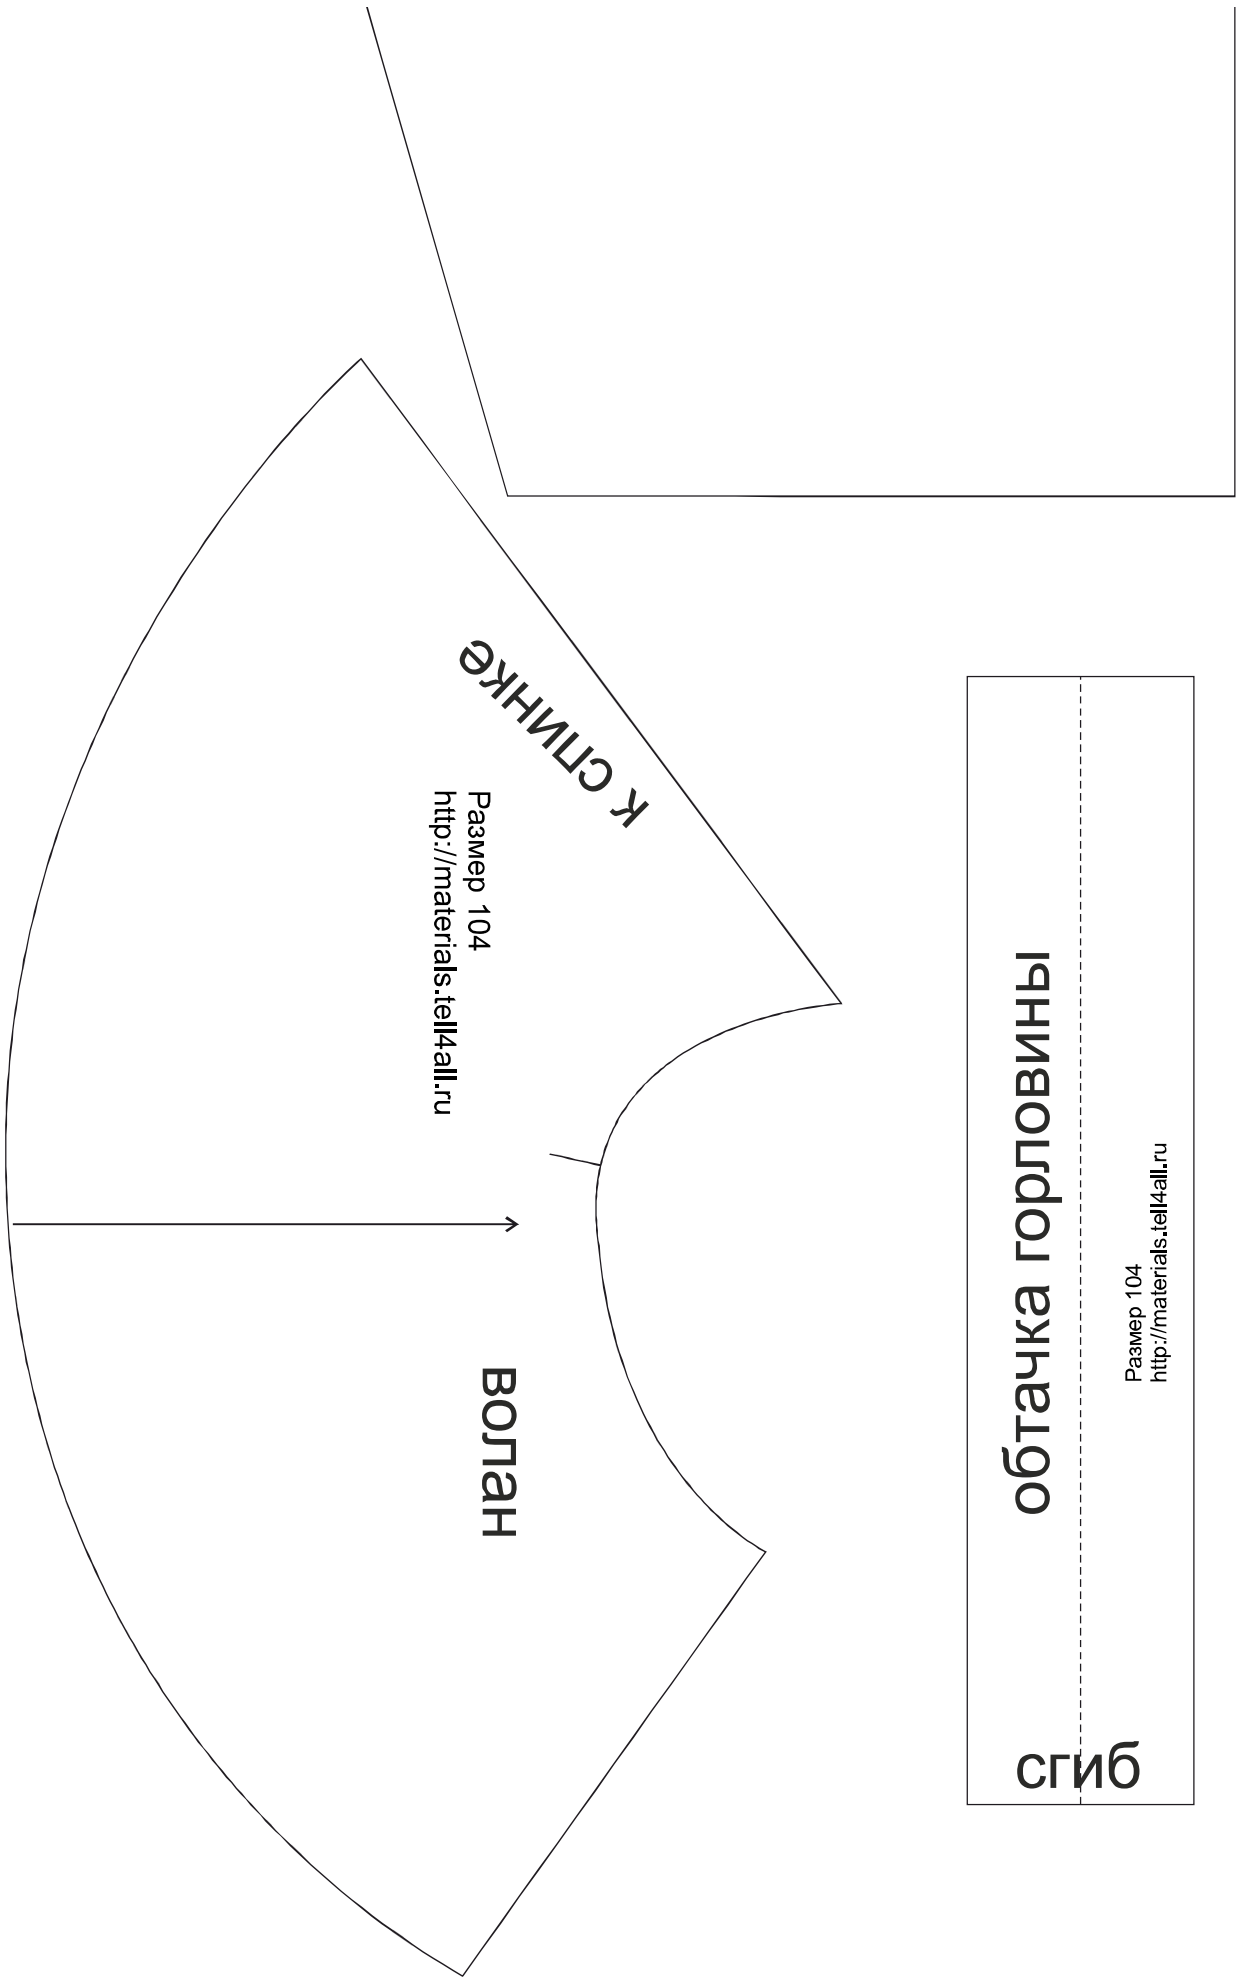 к спинке
Размер 104
http://materials.tell4all.ru
волан
обтачка горловины
Размер 104
http://materials.tell4all.ru
сгиб